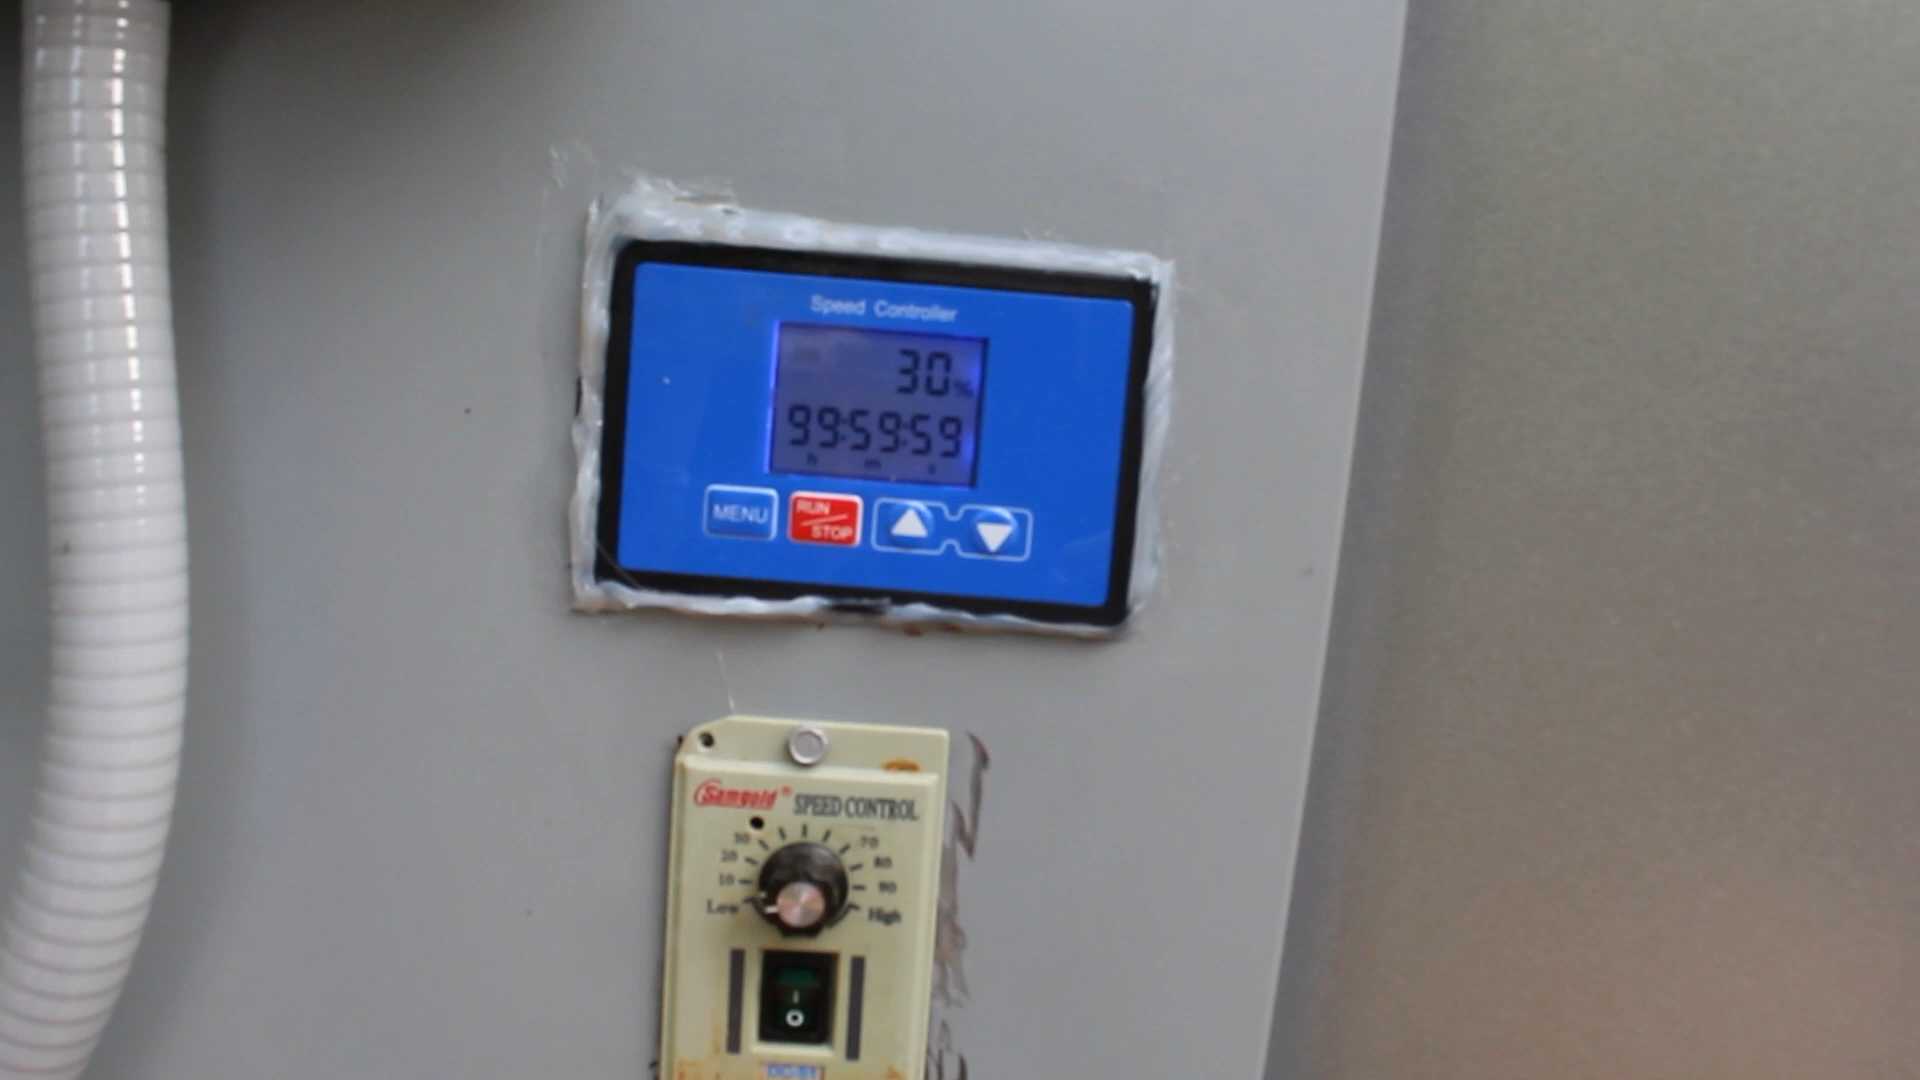 Speed Controller
30%
99:59:59
h m s
MENU
RUN
STOP
Samgold®
SPEED CONTROL
30 70
20 80
10 90
Low High
I
O